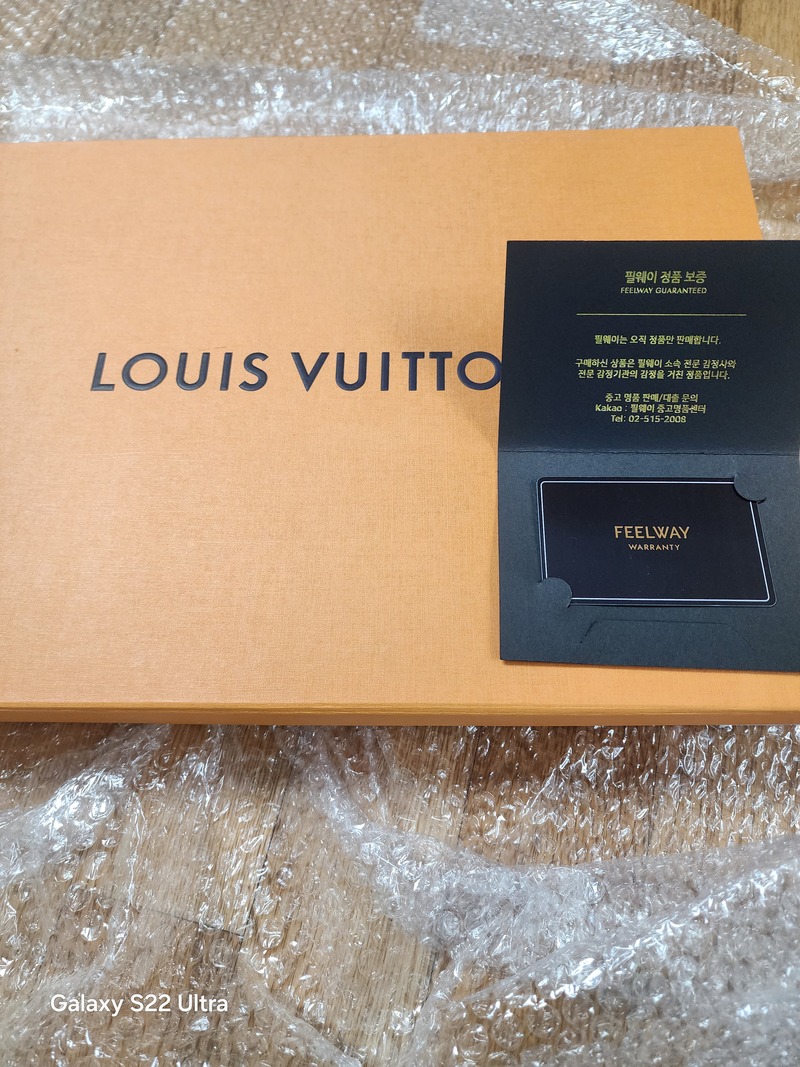 LOUIS VUITTO
필웨이 정품 보증
FEELWAY GUARANTEED
필웨이는 오직 정품만 판매합니다.
구매하신 상품은 필웨이 소속 전문 감정사와
전문 감정기관의 감정을 거친 정품입니다.
중고 명품 판매/대출 문의
Kakao : 필웨이 중고명품센터
Tel: 02-515-2008
FEELWAY
WARRANTY
Galaxy S22 Ultra